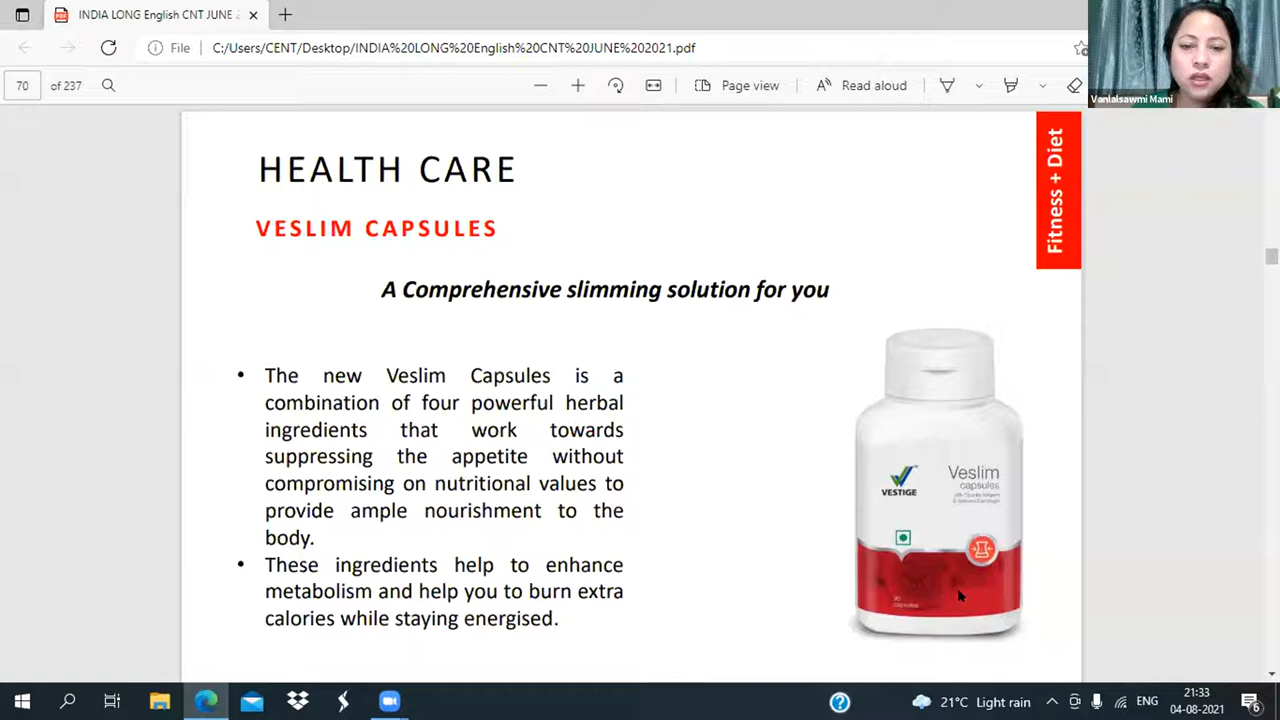 INDIA LONG English CNT JUNE 2
File
C:/Users/CENT/Desktop/INDIA%20LONG%20English%20CNT%20JUNE%202021.pdf
70 of 237
Page view
Read aloud
Vanlalsawmi Mami
Fitness + Diet
HEALTH CARE
VESLIM CAPSULES
A Comprehensive slimming solution for you
• The new Veslim Capsules is a
combination of four powerful herbal
ingredients that work towards
suppressing the appetite without
compromising on nutritional values to
provide ample nourishment to the
body.
• These ingredients help to enhance
metabolism and help you to burn extra
calories while staying energised.
VESTIGE
Veslim
capsules
90
capsules
21°C Light rain
ENG
21:33
04-08-2021
6